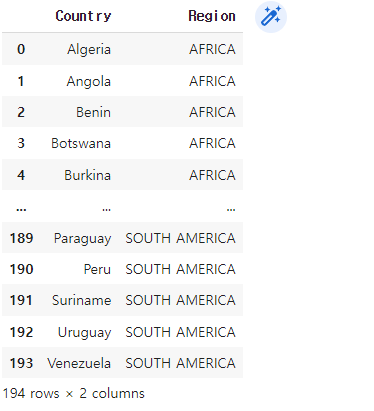 Country Region
0 Algeria AFRICA
1 Angola AFRICA
2 Benin AFRICA
3 Botswana AFRICA
4 Burkina AFRICA
... ... ...
189 Paraguay SOUTH AMERICA
190 Peru SOUTH AMERICA
191 Suriname SOUTH AMERICA
192 Uruguay SOUTH AMERICA
193 Venezuela SOUTH AMERICA
194 rows × 2 columns